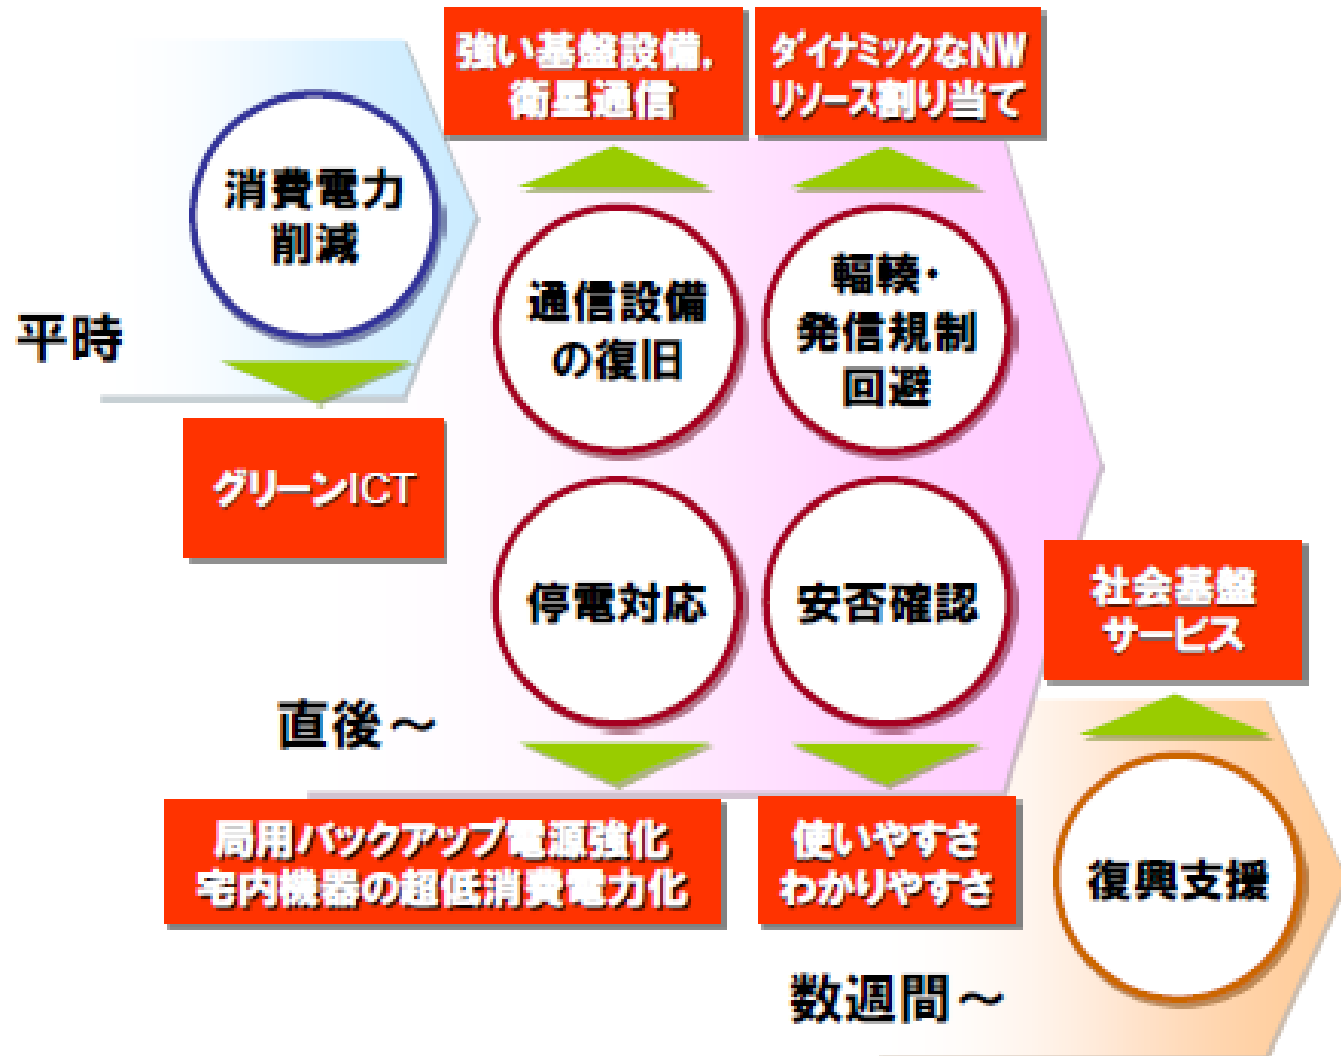 強い基盤設備,
衛星通信
ダイナミックなNW
リソース割り当て
消費電力
削減
平時
グリーンICT
通信設備
の復旧
輻輳・
発信規制
回避
停電対応
安否確認
直後～
局用バックアップ電源強化
宅内機器の超低消費電力化
使いやすさ
わかりやすさ
社会基盤
サービス
復興支援
数週間～